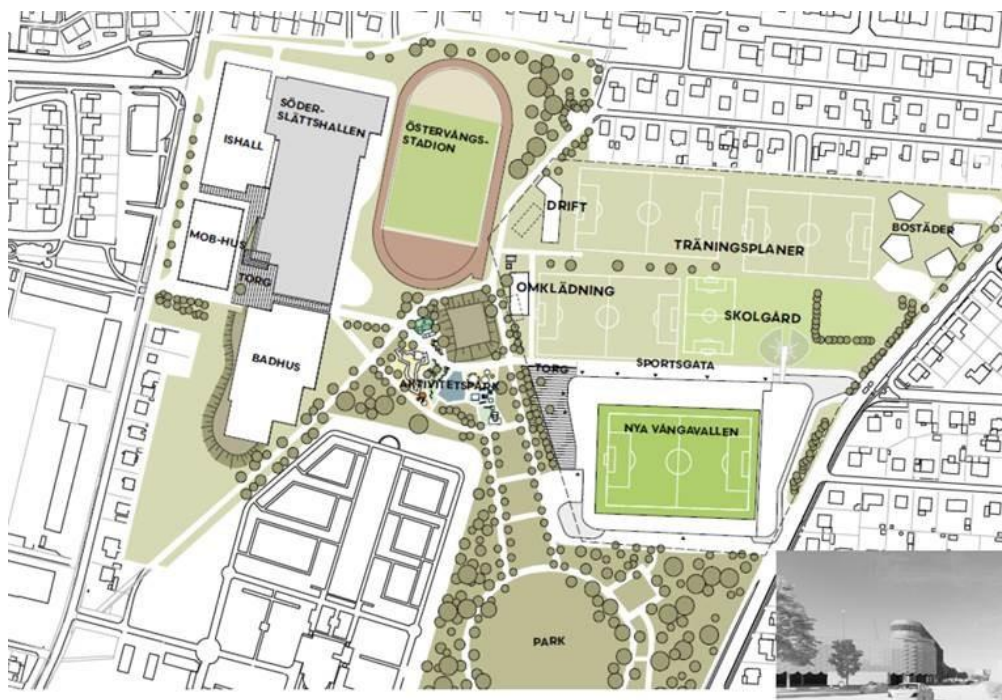 SÖDER-
SLÄTTSHALLEN
ISHALL
ÖSTERVÅNGS-
STADION
MOB-HUS
TORG
DRIFT
BOSTÄDER
TRÄNINGSPLANER
OMKLÄDNING
SKOLGÅRD
BADHUS
AKTIVITETSPARK
TORG
SPORTSGATA
NYA VÅNGAVALLEN
PARK